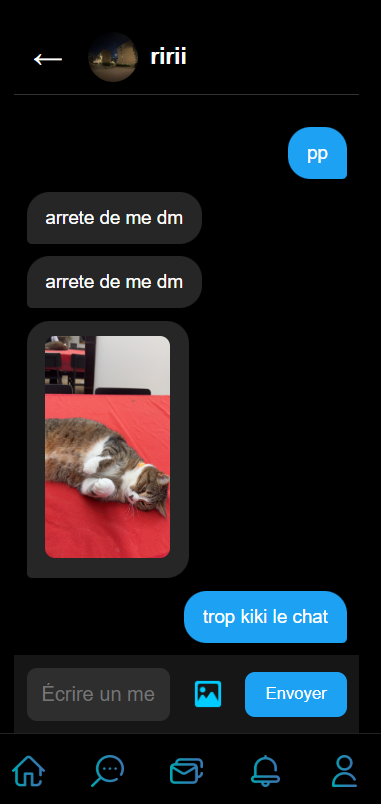 ririi
pp
arrete de me dm
arrete de me dm
trop kiki le chat
Écrire un me
Envoyer